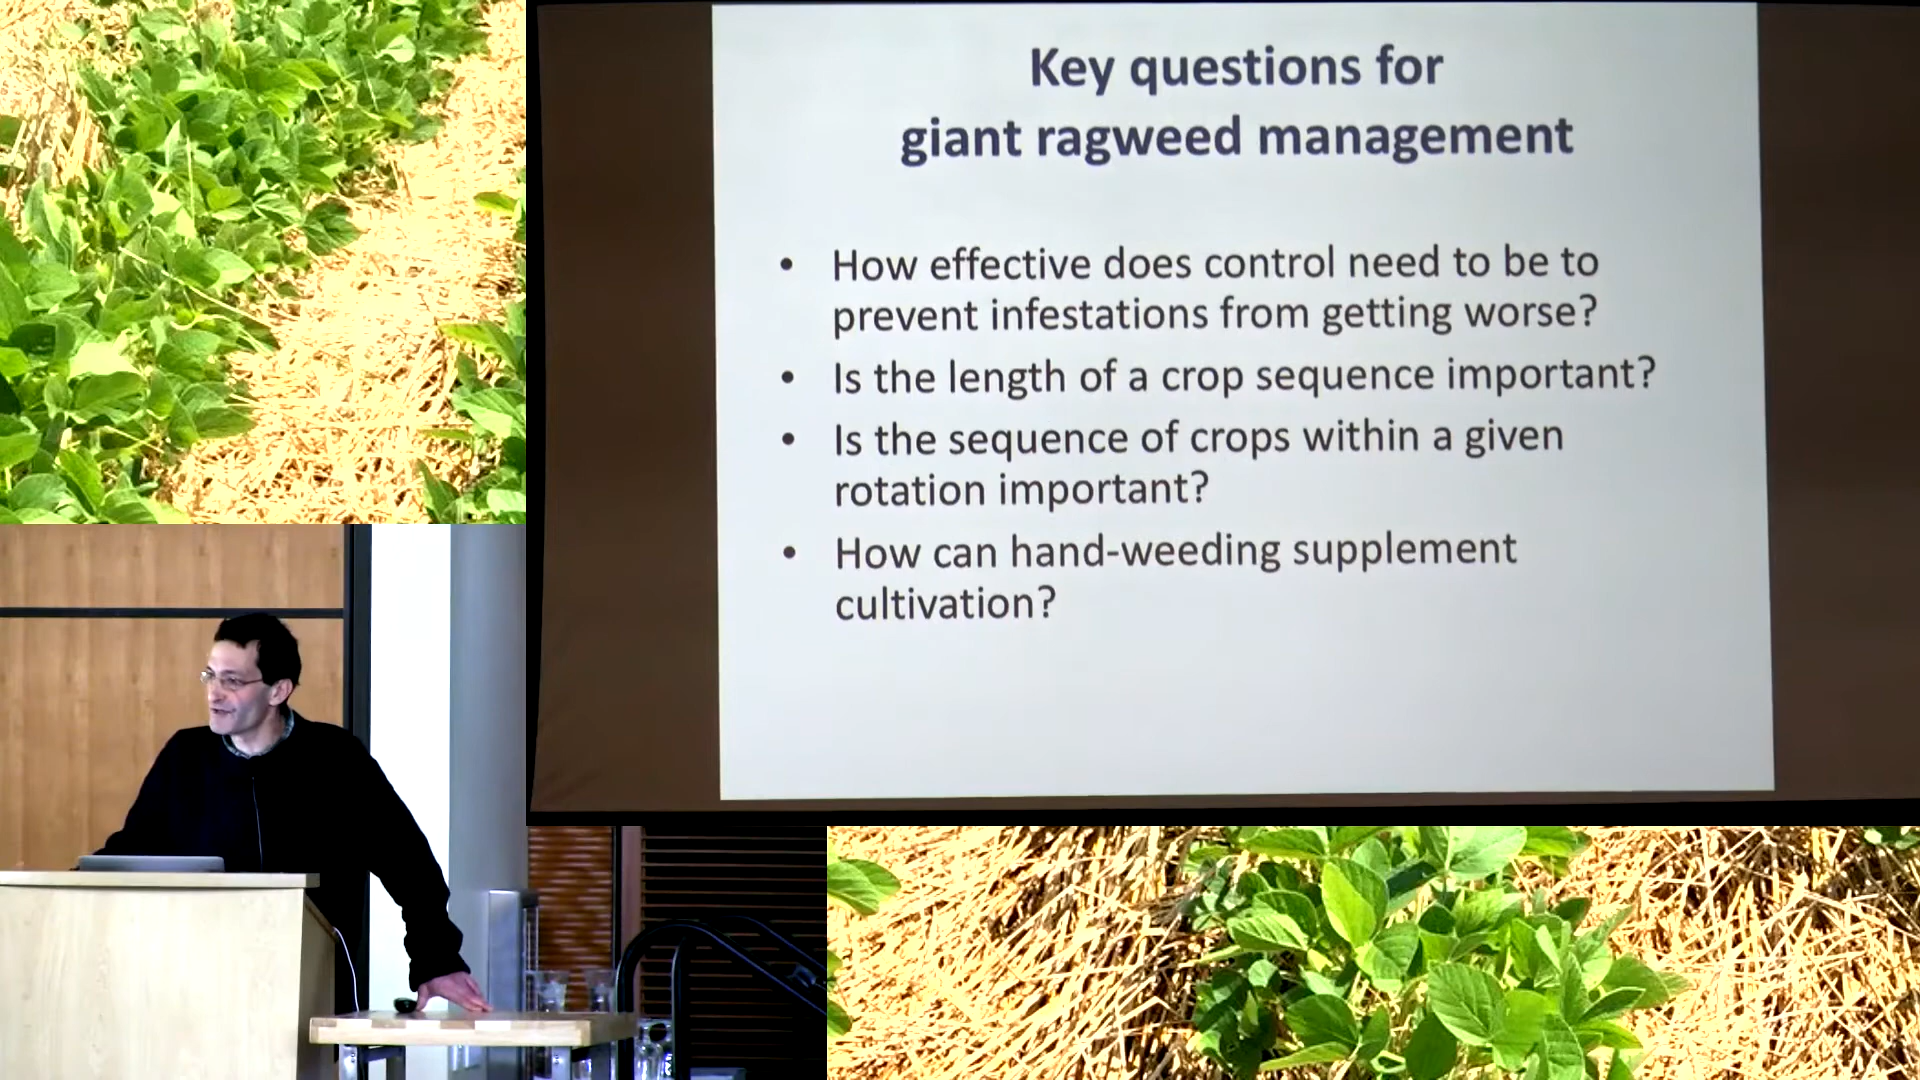 Key questions for
giant ragweed management
• How effective does control need to be to
prevent infestations from getting worse?
• Is the length of a crop sequence important?
• Is the sequence of crops within a given
rotation important?
• How can hand-weeding supplement
cultivation?